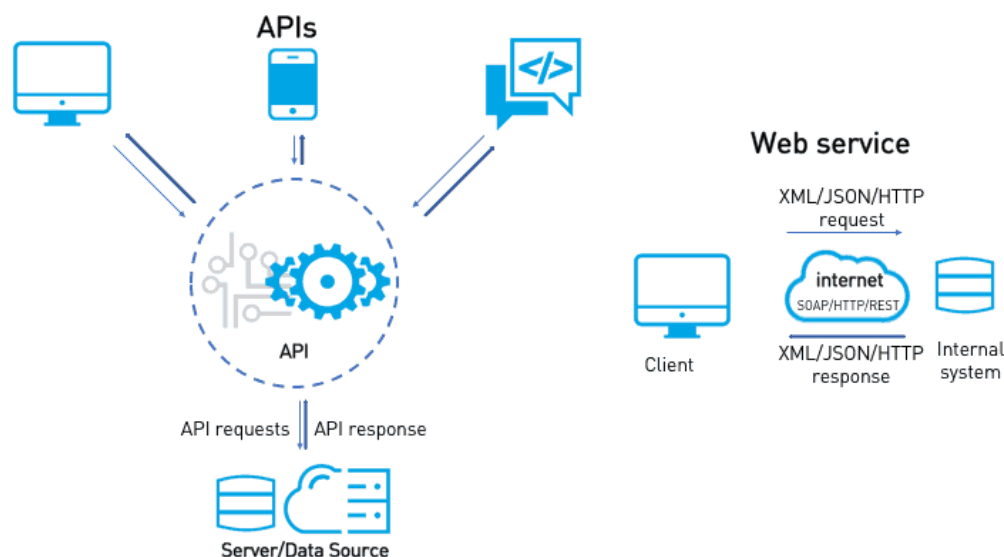 APIs
</>
API
API requests
API response
Server/Data Source
Web service
XML/JSON/HTTP
request
internet
SOAP/HTTP/REST
XML/JSON/HTTP
response
Client
Internal
system